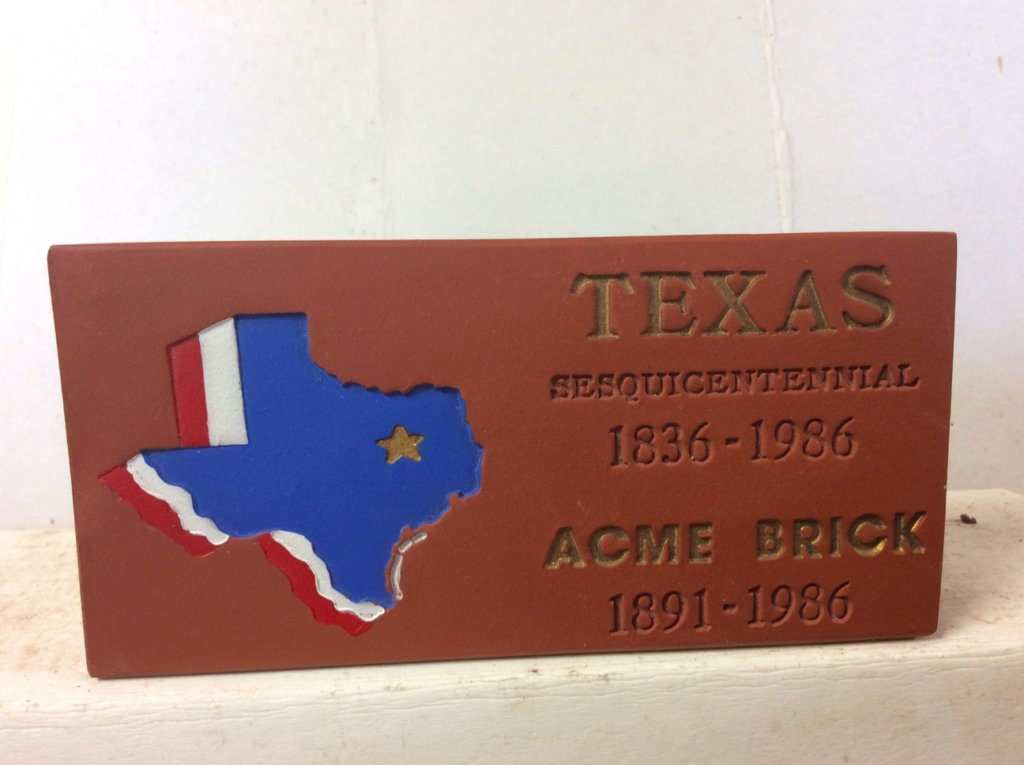 TEXAS
SESQUICENTENNIAL
1836-1986
ACME BRICK
1891-1986